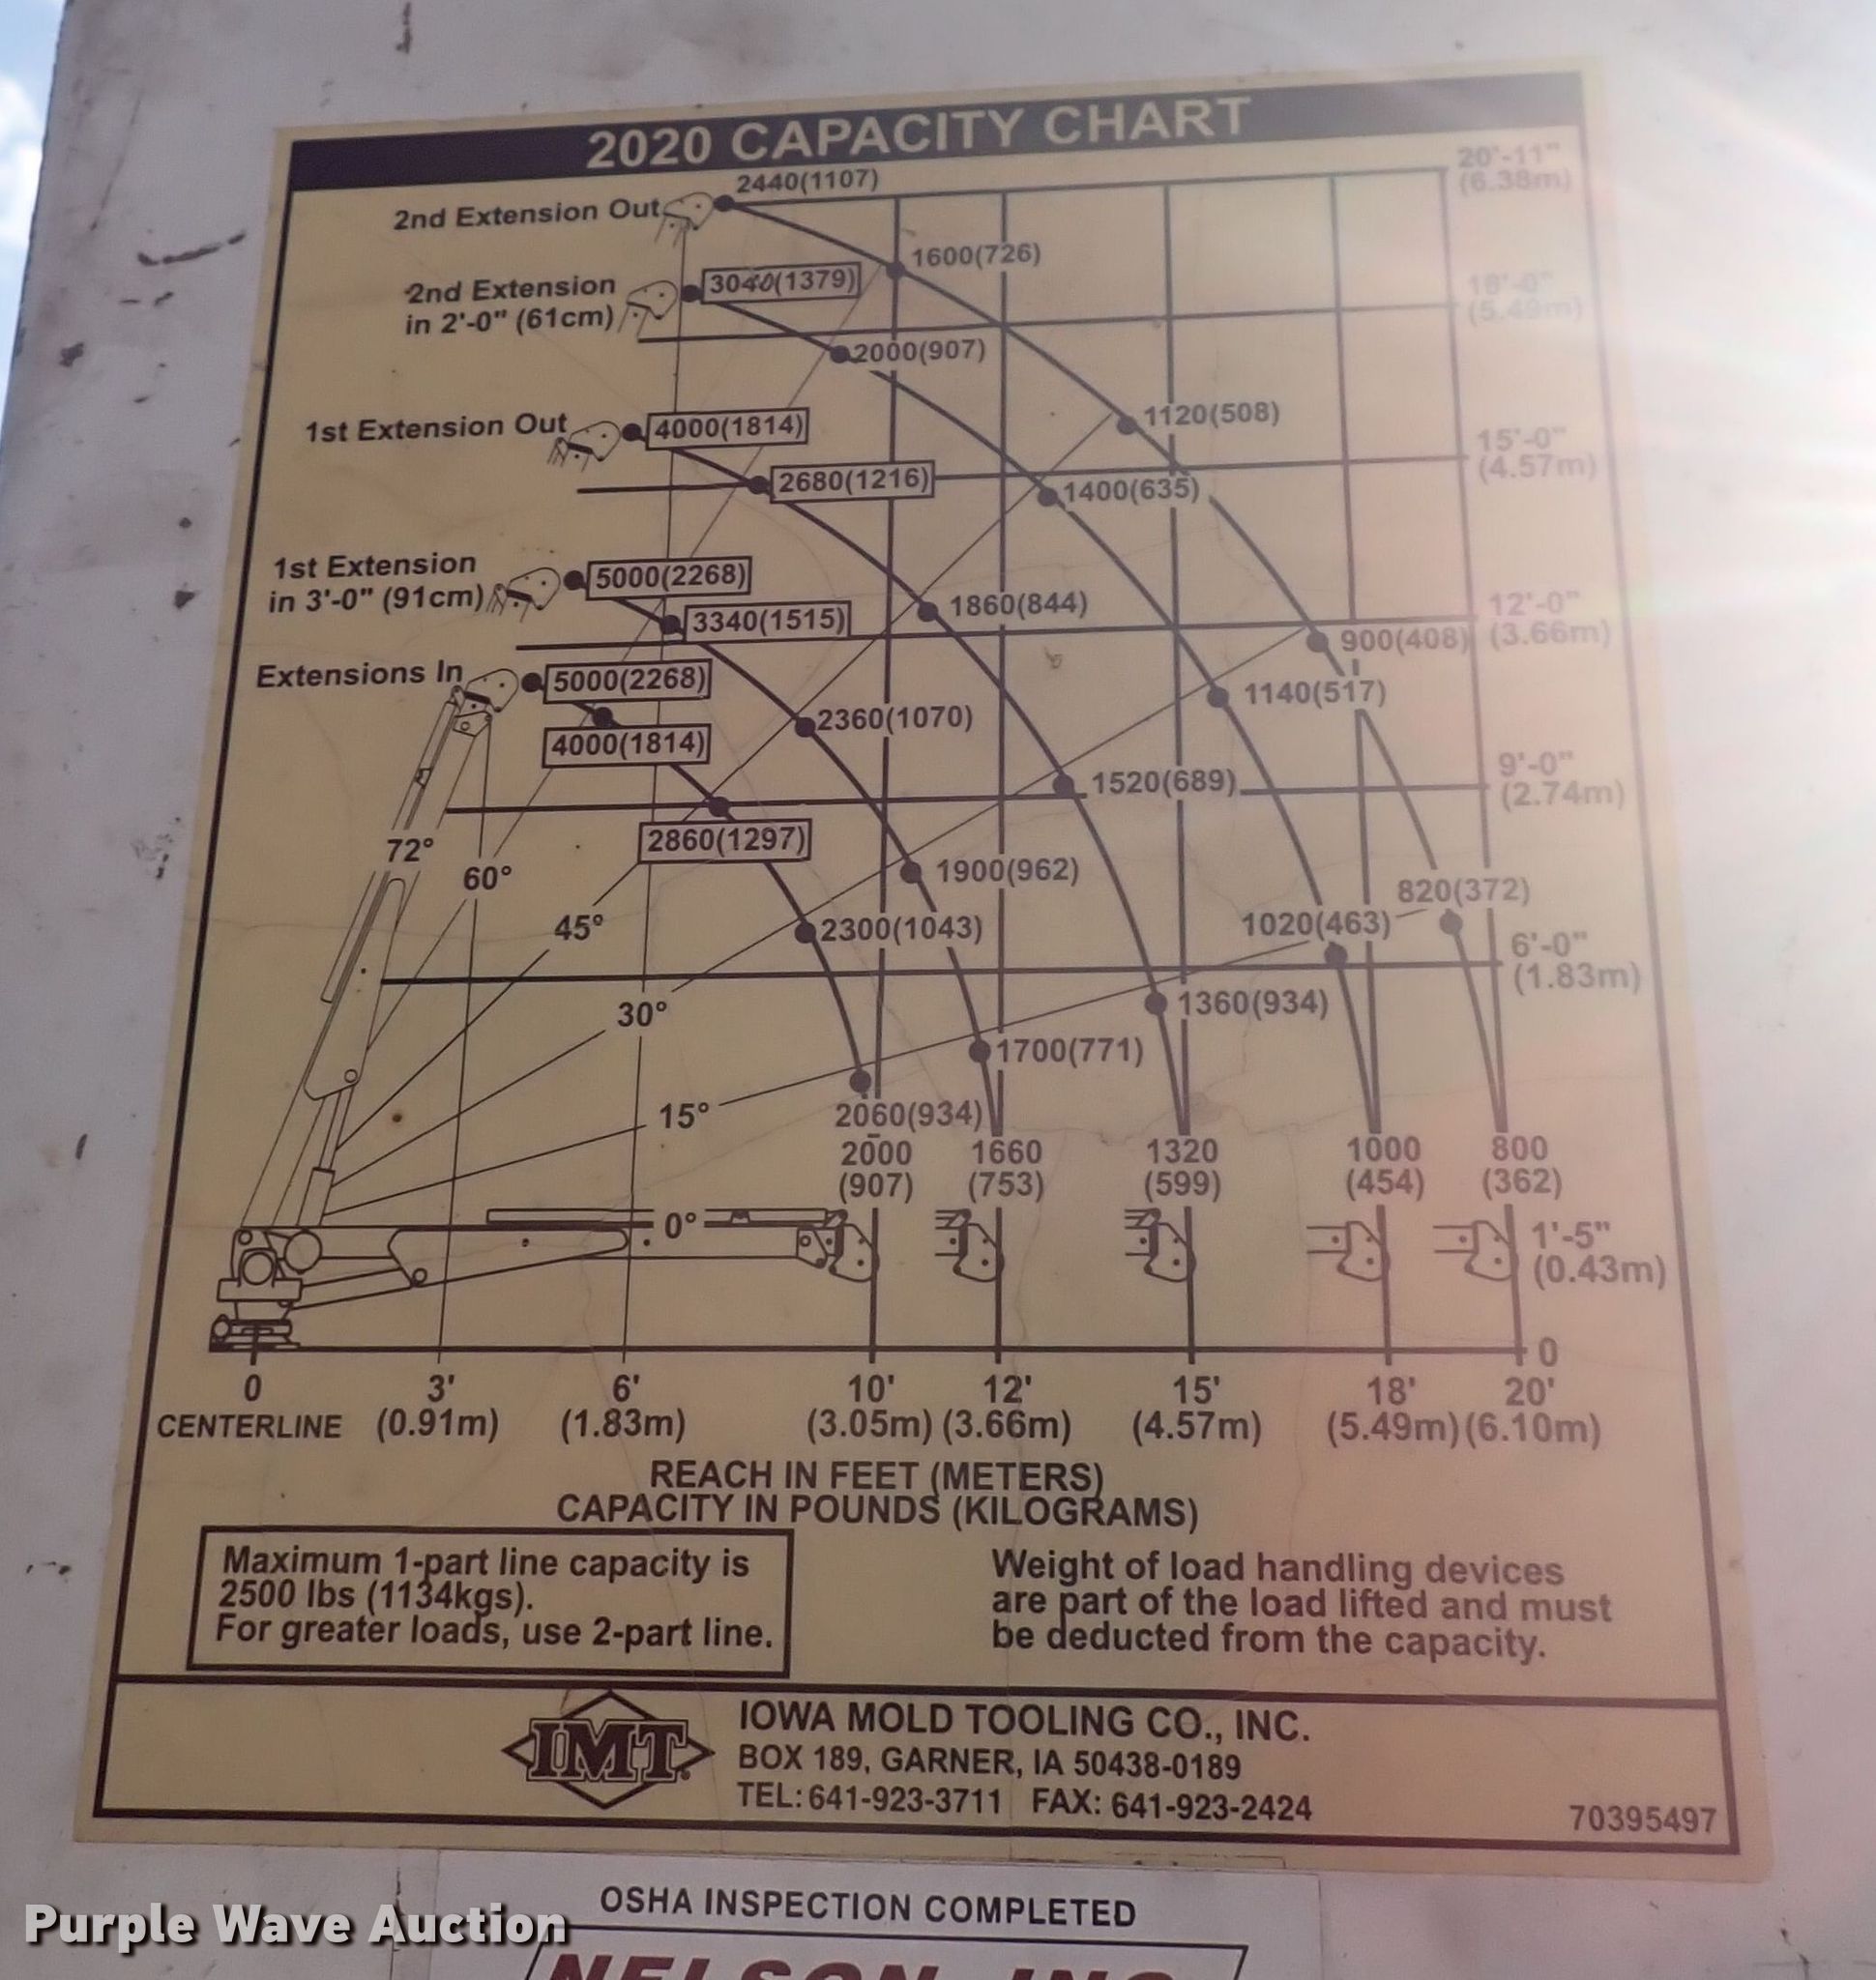 2020 CAPACITY CHART
2440(1107)
20'-11"
(6.38m)
2nd Extension Out
1600(726)
2nd Extension
in 2'-0" (61cm)
3040(1379)
18'-0"
(5.49m)
2000(907)
1st Extension Out
4000(1814)
1120(508)
15'-0"
(4.57m)
2680(1216)
1400(635)
1st Extension
in 3'-0" (91cm)
5000(2268)
3340(1515)
1860(844)
12'-0"
(3.66m)
900(408)
Extensions In
5000(2268)
1140(517)
2360(1070)
4000(1814)
1520(689)
9'-0"
(2.74m)
2860(1297)
72°
60°
1900(962)
820(372)
45°
2300(1043)
1020(463)
6'-0"
(1.83m)
30°
1360(934)
1700(771)
15°
2060(934)
2000
(907)
1660
(753)
1320
(599)
1000
(454)
800
(362)
0°
1'-5"
(0.43m)
0
0 3' 6' 10' 12' 15' 18' 20'
CENTERLINE (0.91m) (1.83m) (3.05m) (3.66m) (4.57m) (5.49m) (6.10m)
REACH IN FEET (METERS)
CAPACITY IN POUNDS (KILOGRAMS)
Maximum 1-part line capacity is
2500 lbs (1134kgs).
For greater loads, use 2-part line.
Weight of load handling devices
are part of the load lifted and must
be deducted from the capacity.
IMT
IOWA MOLD TOOLING CO., INC.
BOX 189, GARNER, IA 50438-0189
TEL: 641-923-3711 FAX: 641-923-2424
70395497
OSHA INSPECTION COMPLETED
NELSON INC
Purple Wave Auction